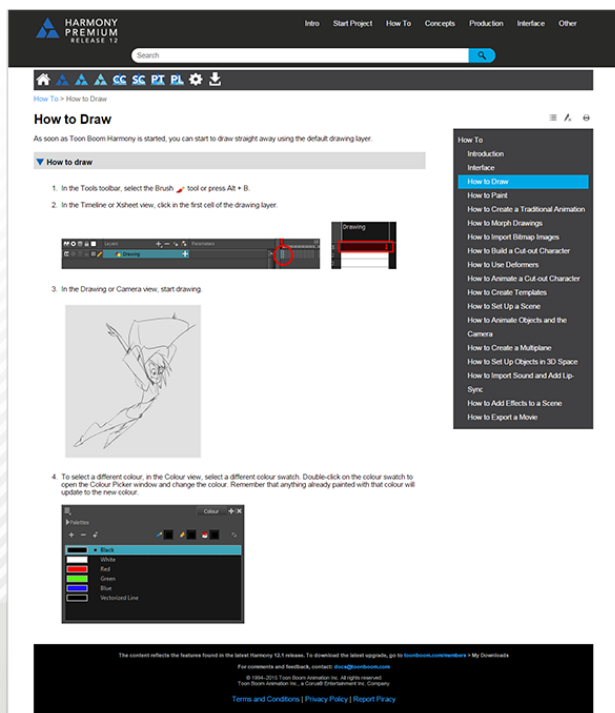 HARMONY
PREMIUM
RELEASE 12
Intro Start Project How To Concepts Production Interface Other
Search
CC SC PT PL
How To > How to Draw
How to Draw
As soon as Toon Boom Harmony is started, you can start to draw straight away using the default drawing layer.
How to draw
1. In the Tools toolbar, select the Brush tool or press Alt + B.
2. In the Timeline or Xsheet view, click in the first cell of the drawing layer.
Layers Parameters
Drawing
Drawing
3. In the Drawing or Camera view, start drawing.
4. To select a different colour, in the Colour view, select a different colour swatch. Double-click on the colour swatch to
open the Colour Picker window and change the colour. Remember that anything already painted with that colour will
update to the new colour.
Colour
Palettes
Black
White
Red
Green
Blue
Vectorized Line
How To
Introduction
Interface
How to Draw
How to Paint
How to Create a Traditional Animation
How to Morph Drawings
How to Import Bitmap Images
How to Build a Cut-out Character
How to Use Deformers
How to Animate a Cut-out Character
How to Create Templates
How to Set Up a Scene
How to Animate Objects and the
Camera
How to Create a Multiplane
How to Set Up Objects in 3D Space
How to Import Sound and Add Lip-
Sync
How to Add Effects to a Scene
How to Export a Movie
The content reflects the features found in the latest Harmony 12.1 release. To download the latest upgrade, go to toonboom.com/members > My Downloads
For comments and feedback, contact: docs@toonboom.com
© 1994–2015 Toon Boom Animation Inc. All rights reserved.
Toon Boom Animation Inc., a Corus® Entertainment Inc. Company.
Terms and Conditions | Privacy Policy | Report Piracy